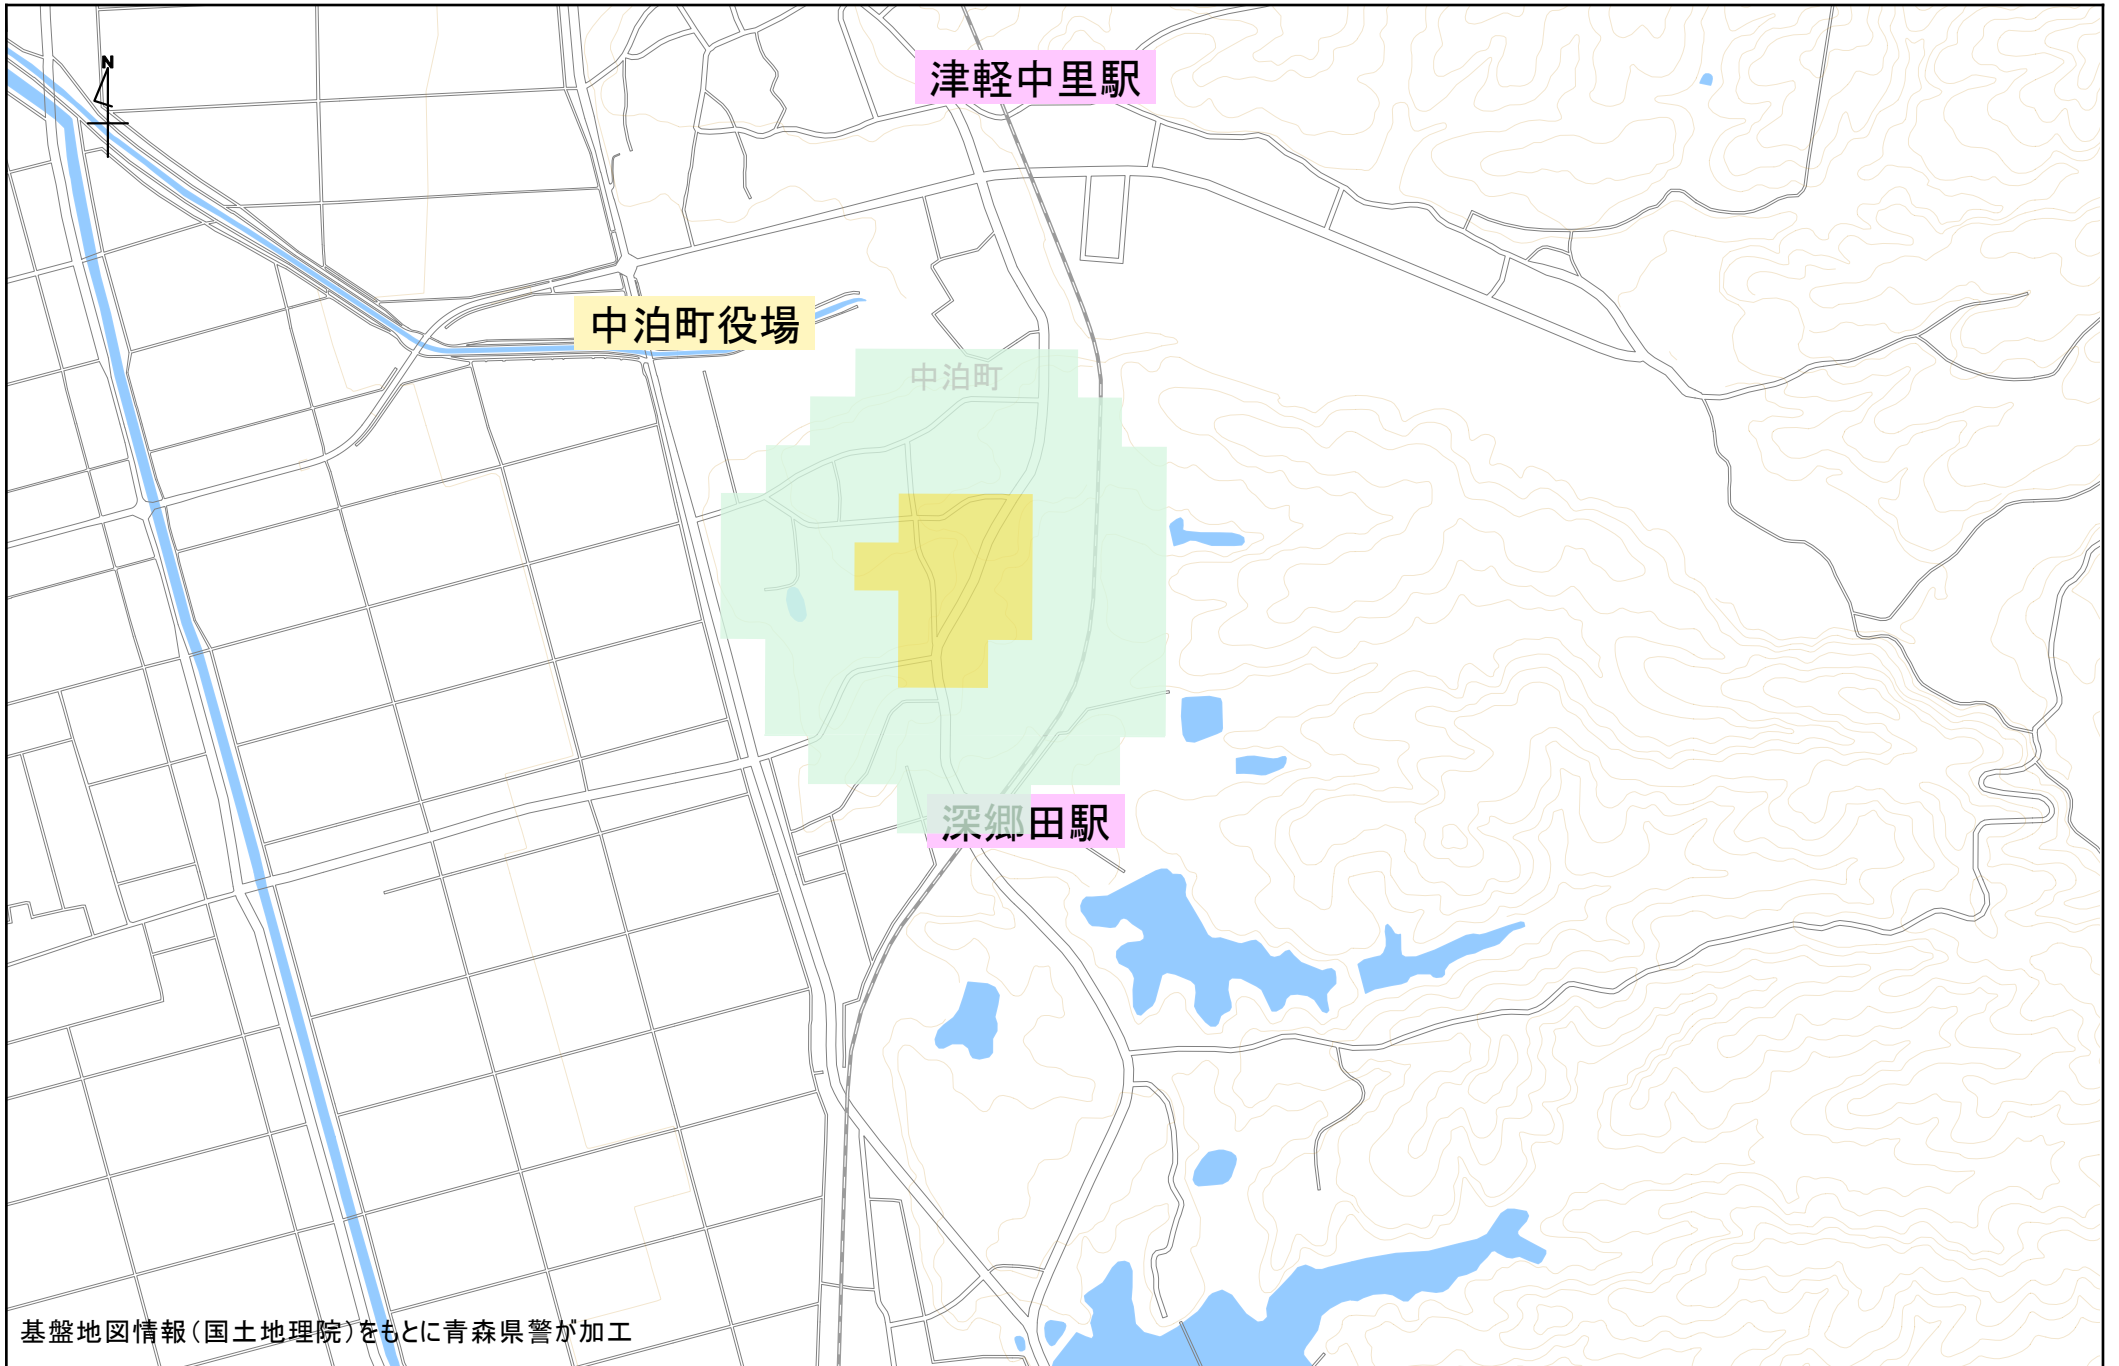 N
津軽中里駅
中泊町役場
中泊町
深郷田駅
基盤地図情報(国土地理院)をもとに青森県警が加工